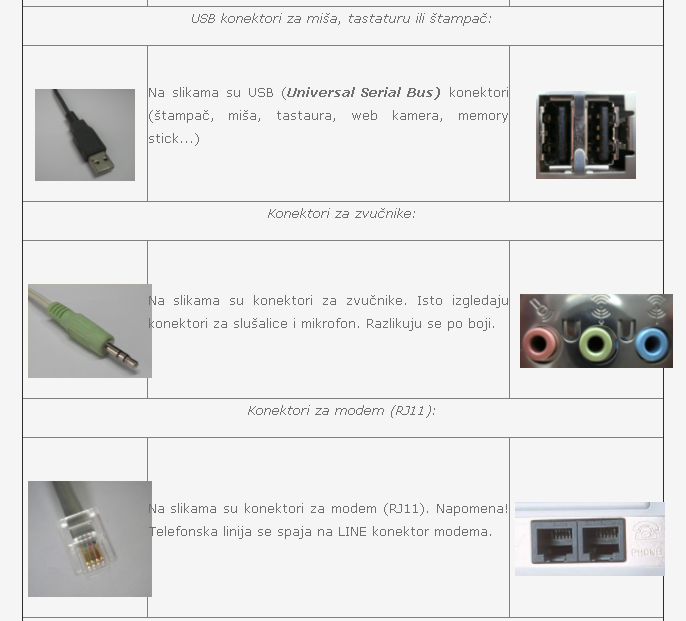 USB konektori za miša, tastaturu ili štampač:
Na slikama su USB (Universal Serial Bus) konektori
(štampač, miša, tastaura, web kamera, memory
stick...)
Konektori za zvučnike:
Na slikama su konektori za zvučnike. Isto izgledaju
konektori za slušalice i mikrofon. Razlikuju se po boji.
Konektori za modem (RJ11):
Na slikama su konektori za modem (RJ11). Napomena!
Telefonska linija se spaja na LINE konektor modema.
PHONE